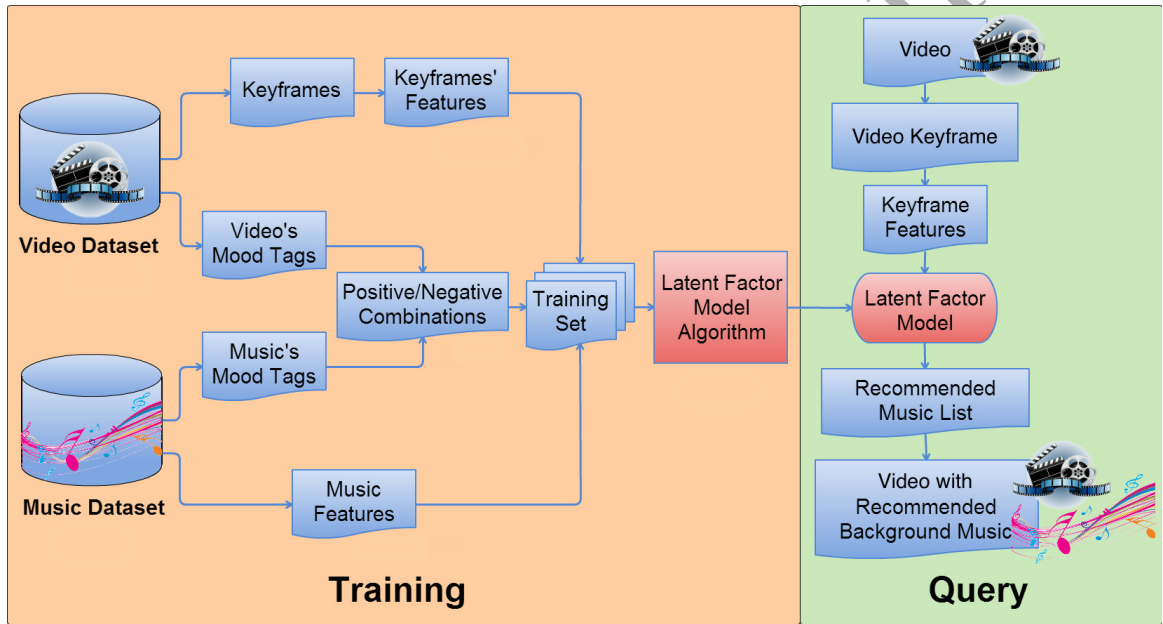 Keyframes
Keyframes'
Features
Video Dataset
Video's
Mood Tags
Positive/Negative
Combinations
Training
Set
Latent Factor
Model
Algorithm
Music's
Mood Tags
Music Dataset
Music
Features
Training
Video
Video Keyframe
Keyframe
Features
Latent Factor
Model
Recommended
Music List
Video with
Recommended
Background Music
Query